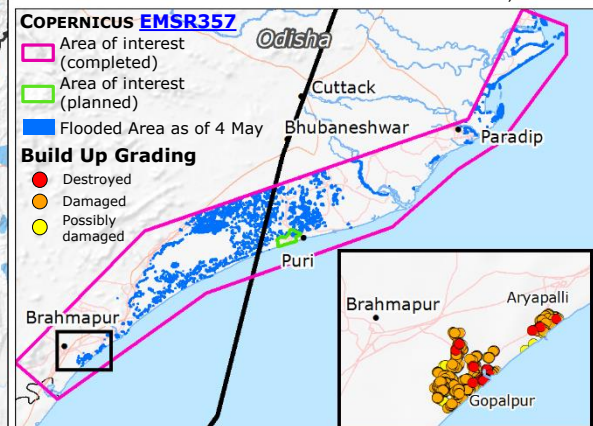 COPERNICUS EMSR357
Area of interest
(completed)
Area of interest
(planned)
Flooded Area as of 4 May
Build Up Grading
Destroyed
Damaged
Possibly
damaged
Odisha
Cuttack
Bhubaneshwar
Paradip
Puri
Brahmapur
Brahmapur
Aryapalli
Gopalpur